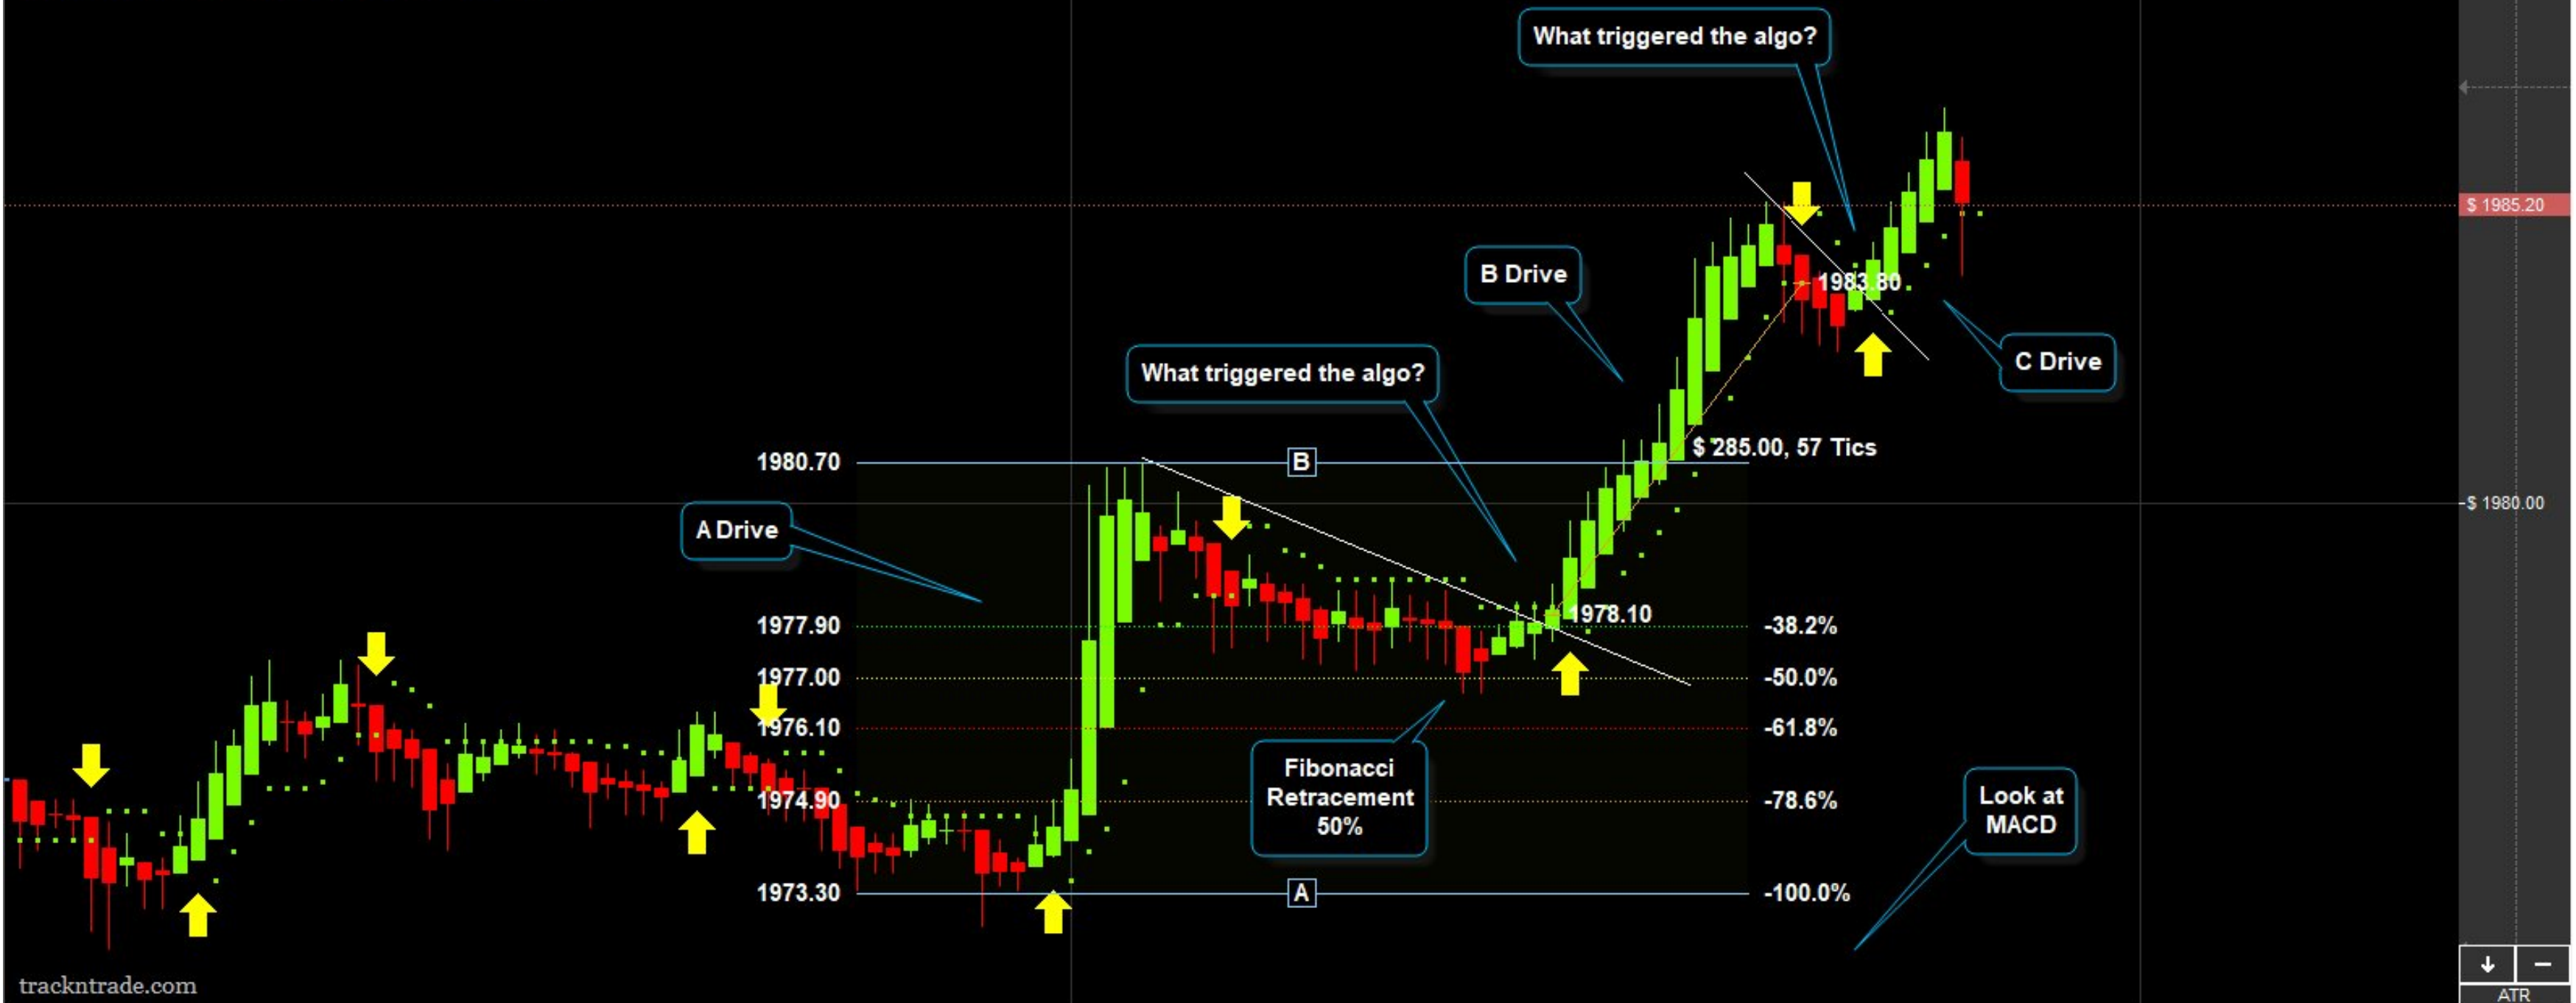 What triggered the algo?
$ 1985.20
B Drive
1983.80
C Drive
What triggered the algo?
$ 285.00, 57 Tics
1980.70
B
$ 1980.00
A Drive
1978.10
1977.90
-38.2%
1977.00
-50.0%
1976.10
-61.8%
Fibonacci
Retracement
50%
1974.90
-78.6%
Look at
MACD
1973.30
A
-100.0%
trackntrade.com
ATR